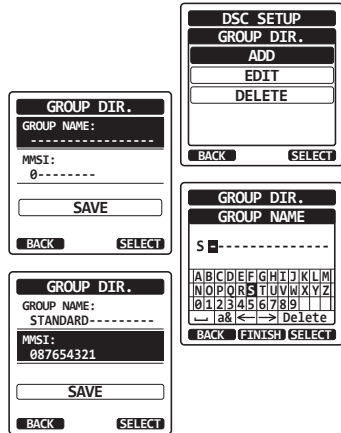 DSC SETUP
GROUP DIR.
ADD
EDIT
DELETE
BACK SELECT
GROUP DIR.
GROUP NAME:
-----------------
MMSI:
0--------
SAVE
BACK SELECT
GROUP DIR.
GROUP NAME
S--------------
ABCDEFGHIJKLM
NOPQRSTUVWXYZ
0123456789
⎵ a& ← → Delete
BACK FINISH SELECT
GROUP DIR.
GROUP NAME:
STANDARD---------
MMSI:
087654321
SAVE
BACK SELECT